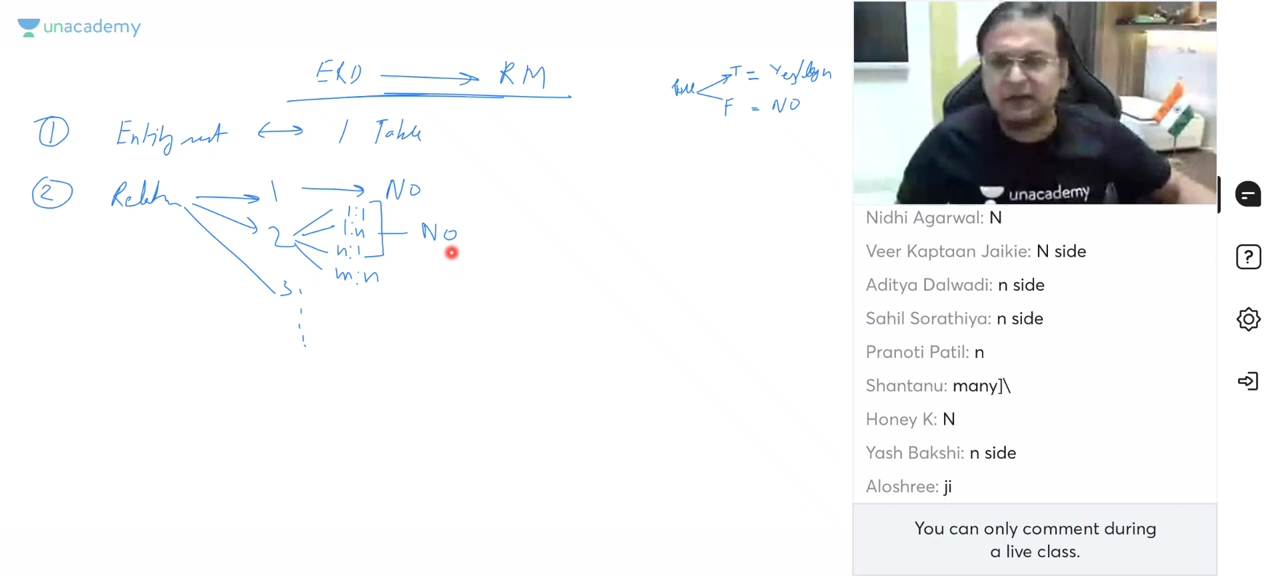 unacademy
ERD → RM
T = Yes/
F = NO
① Entity set ↔ 1 Table
② Relation → 1 → NO
2 1:1
1:n
n:1 NO
m:n
3
unacademy
Nidhi Agarwal: N
Veer Kaptaan Jaikie: N side
Aditya Dalwadi: n side
Sahil Sorathiya: n side
Pranoti Patil: n
Shantanu: many]\
Honey K: N
Yash Bakshi: n side
Aloshree: ji
You can only comment during
a live class.